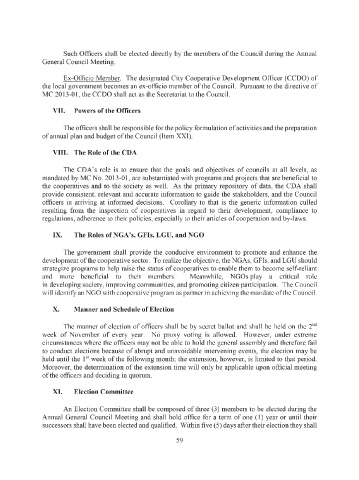 Such Officers shall be elected directly by the members of the Council during the Annual
General Council Meeting.
Ex-Officio Member. The designated City Cooperative Development Officer (CCDO) of
the local government becomes an ex-officio member of the Council. Pursuant to the directive of
MC 2013-01, the CCDO shall act as the Secretariat to the Council.
VII. Powers of the Officers
The officers shall be responsible for the policy formulation of activities and the preparation
of annual plan and budget of the Council (Item XXI).
VIII. The Role of the CDA
The CDA's role is to ensure that the goals and objectives of councils at all levels, as
mandated by MC No. 2013-01, are substantiated with programs and projects that are beneficial to
the cooperatives and to the society as well. As the primary repository of data, the CDA shall
provide consistent, relevant and accurate information to guide the stakeholders, and the Council
officers in arriving at informed decisions. Corollary to that is the generic information culled
resulting from the inspection of cooperatives in regard to their development, compliance to
regulations, adherence to their policies, especially to their articles of cooperation and by-laws.
IX. The Roles of NGA's, GFIs, LGU, and NGO
The government shall provide the conducive environment to promote and enhance the
development of the cooperative sector. To realize the objective, the NGAs, GFIs, and LGU should
strategize programs to help raise the status of cooperatives to enable them to become self-reliant
and more beneficial to their members. Meanwhile, NGOs play a critical role
in developing society, improving communities, and promoting citizen participation. The Council
will identify an NGO with cooperative program as partner in achieving the mandate of the Council.
X. Manner and Schedule of Election
The manner of election of officers shall be by secret ballot and shall be held on the 2nd
week of November of every year. No proxy voting is allowed. However, under extreme
circumstances where the officers may not be able to hold the general assembly and therefore fail
to conduct elections because of abrupt and unavoidable intervening events, the election may be
held until the 1st week of the following month; the extension, however, is limited to that period.
Moreover, the determination of the extension time will only be applicable upon official meeting
of the officers and deciding in quorum.
XI. Election Committee
An Election Committee shall be composed of three (3) members to be elected during the
Annual General Council Meeting and shall hold office for a term of one (1) year or until their
successors shall have been elected and qualified. Within five (5) days after their election they shall
59